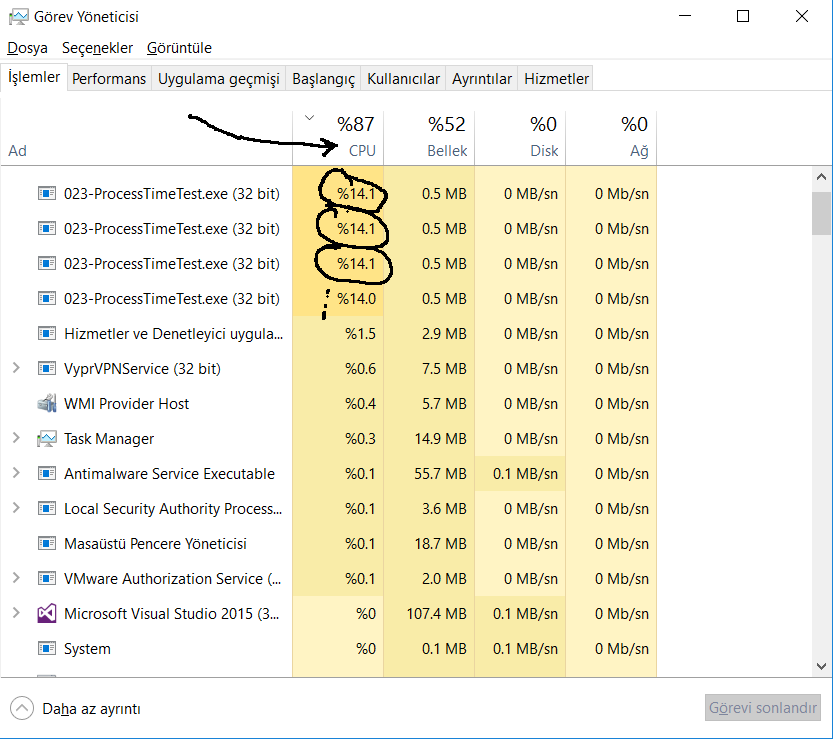 Görev Yöneticisi
Dosya Seçenekler Görüntüle
İşlemler Performans Uygulama geçmişi Başlangıç Kullanıcılar Ayrıntılar Hizmetler
%87 %52 %0 %0
Ad CPU Bellek Disk Ağ
023-ProcessTimeTest.exe (32 bit) %14.1 0.5 MB 0 MB/sn 0 Mb/sn
023-ProcessTimeTest.exe (32 bit) %14.1 0.5 MB 0 MB/sn 0 Mb/sn
023-ProcessTimeTest.exe (32 bit) %14.1 0.5 MB 0 MB/sn 0 Mb/sn
023-ProcessTimeTest.exe (32 bit) %14.0 0.5 MB 0 MB/sn 0 Mb/sn
Hizmetler ve Denetleyici uygula... %1.5 2.9 MB 0 MB/sn 0 Mb/sn
VyprVPNService (32 bit) %0.6 7.5 MB 0 MB/sn 0 Mb/sn
WMI Provider Host %0.4 5.7 MB 0 MB/sn 0 Mb/sn
Task Manager %0.3 14.9 MB 0 MB/sn 0 Mb/sn
Antimalware Service Executable %0.1 55.7 MB 0.1 MB/sn 0 Mb/sn
Local Security Authority Process... %0.1 3.6 MB 0 MB/sn 0 Mb/sn
Masaüstü Pencere Yöneticisi %0.1 18.7 MB 0 MB/sn 0 Mb/sn
VMware Authorization Service (... %0.1 2.0 MB 0 MB/sn 0 Mb/sn
Microsoft Visual Studio 2015 (3... %0 107.4 MB 0.1 MB/sn 0 Mb/sn
System %0 0.1 MB 0.1 MB/sn 0 Mb/sn
Daha az ayrıntı Görevi sonlandır